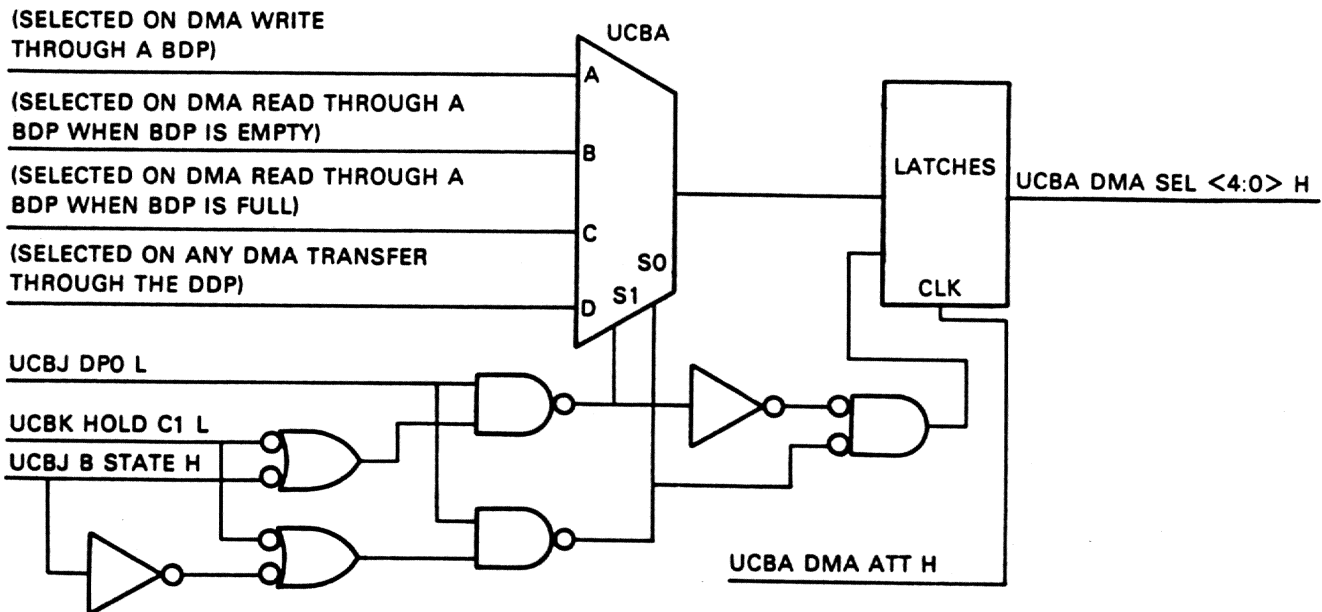 (SELECTED ON DMA WRITE
THROUGH A BDP)
UCBA
A
(SELECTED ON DMA READ THROUGH A
BDP WHEN BDP IS EMPTY)
B
(SELECTED ON DMA READ THROUGH A
BDP WHEN BDP IS FULL)
C
(SELECTED ON ANY DMA TRANSFER
THROUGH THE DDP)
D
S0
S1
LATCHES
CLK
UCBA DMA SEL <4:0> H
UCBJ DP0 L
UCBK HOLD C1 L
UCBJ B STATE H
UCBA DMA ATT H